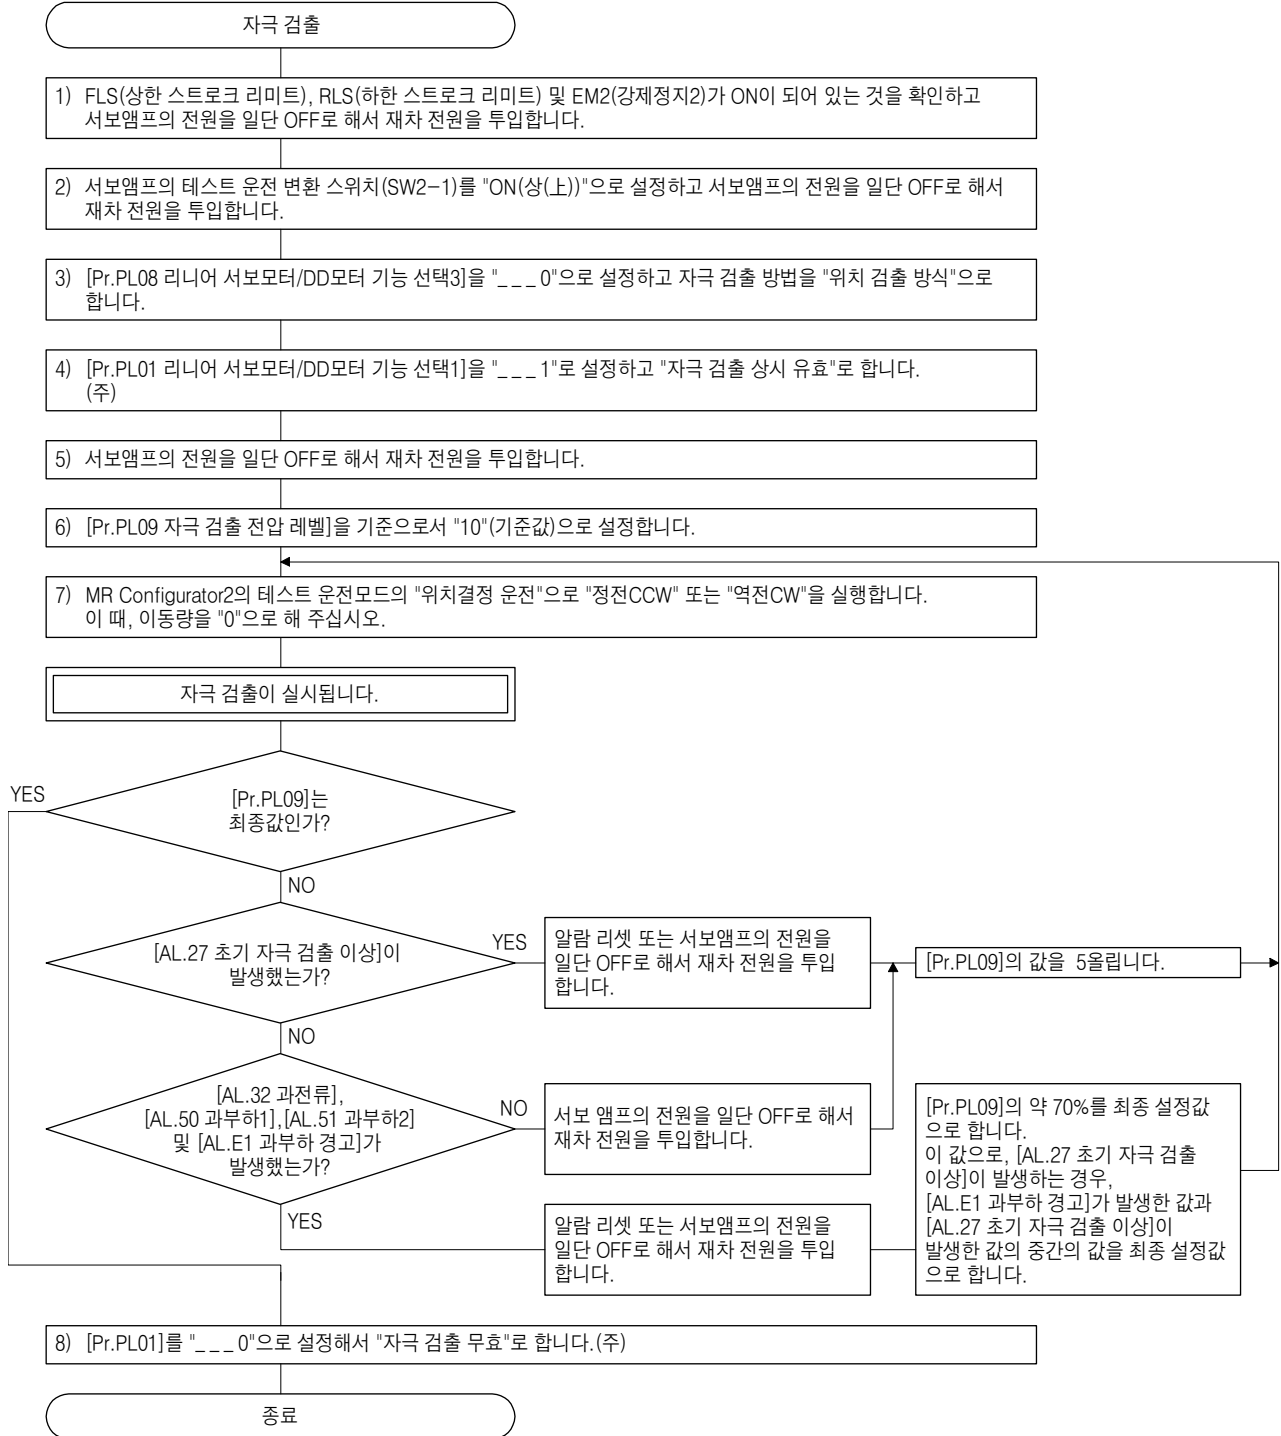 자극 검출
1) FLS(상한 스트로크 리미트), RLS(하한 스트로크 리미트) 및 EM2(강제정지2)가 ON이 되어 있는 것을 확인하고
서보앰프의 전원을 일단 OFF로 해서 재차 전원을 투입합니다.
2) 서보앰프의 테스트 운전 변환 스위치(SW2-1)를 "ON(상(上))"으로 설정하고 서보앰프의 전원을 일단 OFF로 해서
재차 전원을 투입합니다.
3) [Pr.PL08 리니어 서보모터/DD모터 기능 선택3]을 "_ _ _ 0"으로 설정하고 자극 검출 방법을 "위치 검출 방식"으로
합니다.
4) [Pr.PL01 리니어 서보모터/DD모터 기능 선택1]을 "_ _ _ 1"로 설정하고 "자극 검출 상시 유효"로 합니다.
(주)
5) 서보앰프의 전원을 일단 OFF로 해서 재차 전원을 투입합니다.
6) [Pr.PL09 자극 검출 전압 레벨]을 기준으로서 "10"(기준값)으로 설정합니다.
7) MR Configurator2의 테스트 운전모드의 "위치결정 운전"으로 "정전CCW" 또는 "역전CW"을 실행합니다.
이 때, 이동량을 "0"으로 해 주십시오.
자극 검출이 실시됩니다.
YES
[Pr.PL09]는
최종값인가?
NO
[AL.27 초기 자극 검출 이상]이
발생했는가?
YES
알람 리셋 또는 서보앰프의 전원을
일단 OFF로 해서 재차 전원을 투입
합니다.
[Pr.PL09]의 값을 5올립니다.
NO
[AL.32 과전류],
[AL.50 과부하1],[AL.51 과부하2]
및 [AL.E1 과부하 경고]가
발생했는가?
NO
서보 앰프의 전원을 일단 OFF로 해서
재차 전원을 투입합니다.
[Pr.PL09]의 약 70%를 최종 설정값
으로 합니다.
이 값으로, [AL.27 초기 자극 검출
이상]이 발생하는 경우,
[AL.E1 과부하 경고]가 발생한 값과
[AL.27 초기 자극 검출 이상]이
발생한 값의 중간의 값을 최종 설정값
으로 합니다.
YES
알람 리셋 또는 서보앰프의 전원을
일단 OFF로 해서 재차 전원을 투입
합니다.
8) [Pr.PL01]를 "_ _ _ 0"으로 설정해서 "자극 검출 무효"로 합니다.(주)
종료